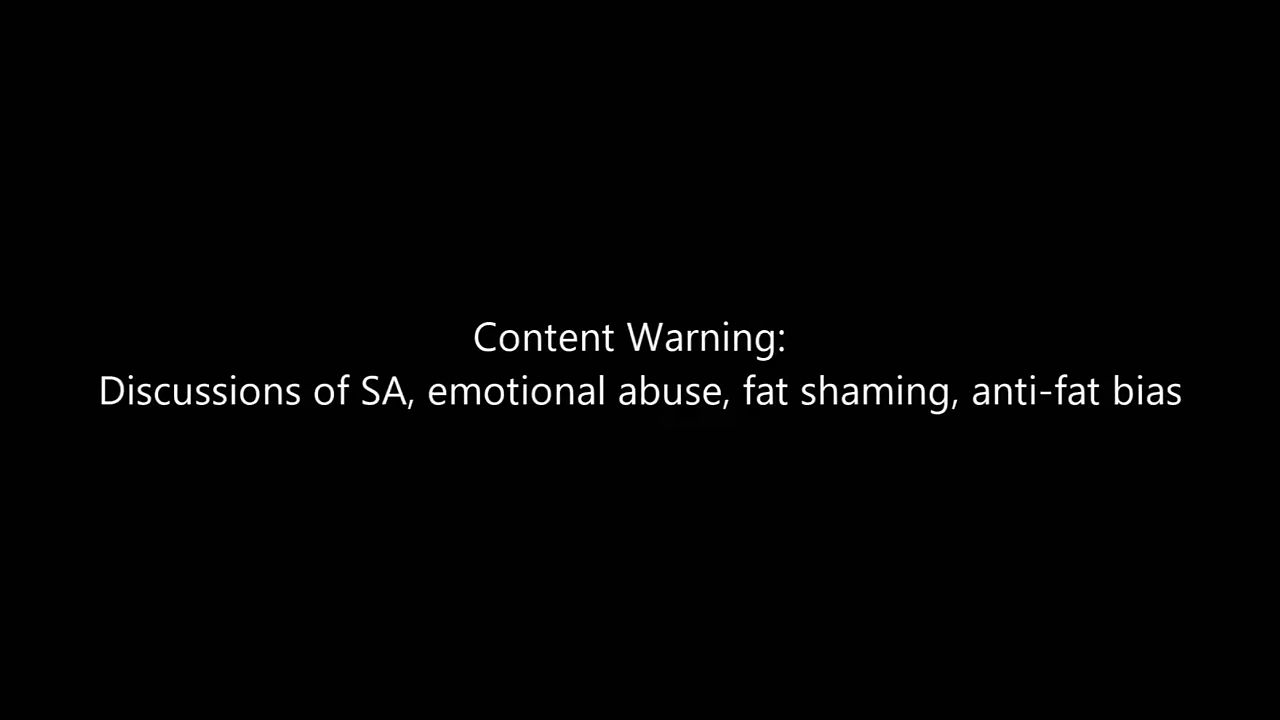 Content Warning:
Discussions of SA, emotional abuse, fat shaming, anti-fat bias